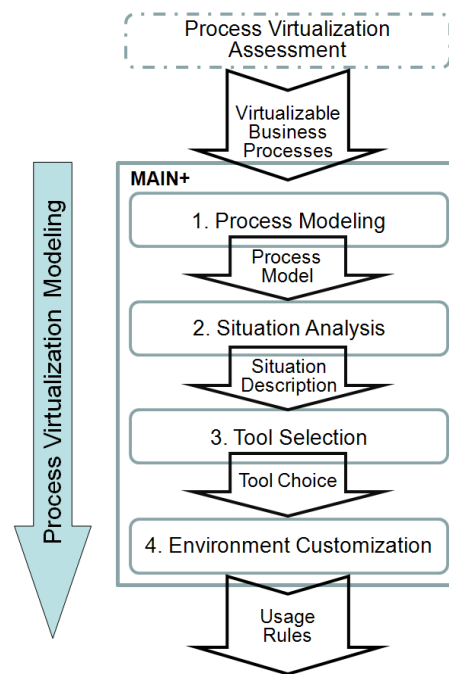 Process Virtualization
Assessment
Virtualizable
Business
Processes
Process Virtualization Modeling
MAIN+
1. Process Modeling
Process
Model
2. Situation Analysis
Situation
Description
3. Tool Selection
Tool Choice
4. Environment Customization
Usage
Rules